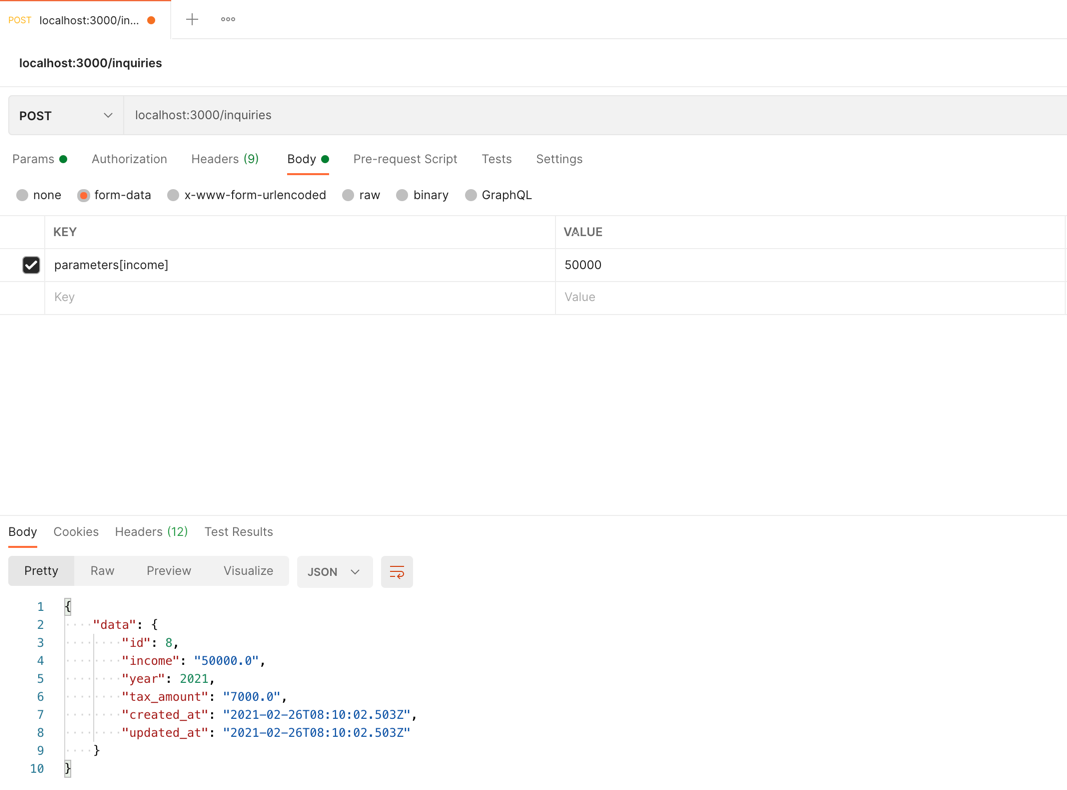 POST localhost:3000/in...
localhost:3000/inquiries
POST localhost:3000/inquiries
Params Authorization Headers (9) Body Pre-request Script Tests Settings
none form-data x-www-form-urlencoded raw binary GraphQL
KEY VALUE
parameters[income] 50000
Key Value
Body Cookies Headers (12) Test Results
Pretty Raw Preview Visualize JSON
1 {
2 "data": {
3 "id": 8,
4 "income": "50000.0",
5 "year": 2021,
6 "tax_amount": "7000.0",
7 "created_at": "2021-02-26T08:10:02.503Z",
8 "updated_at": "2021-02-26T08:10:02.503Z"
9 }
10 }